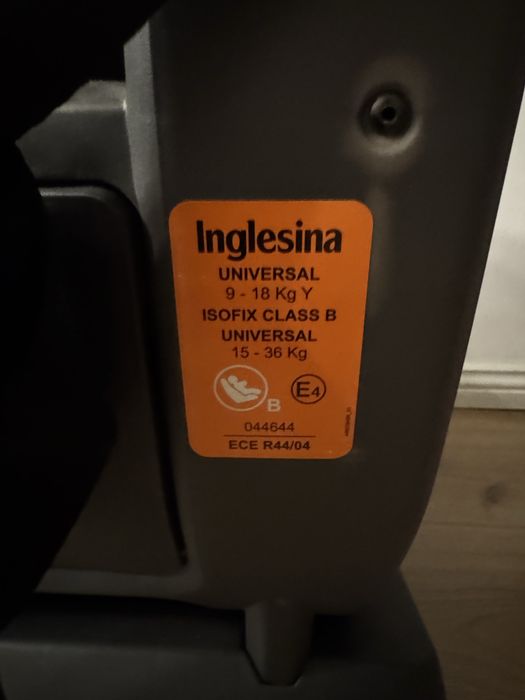 Inglesina
UNIVERSAL
9 - 18 Kg Y
ISOFIX CLASS B
UNIVERSAL
15 - 36 Kg
B
E4
044644
ECE R44/04